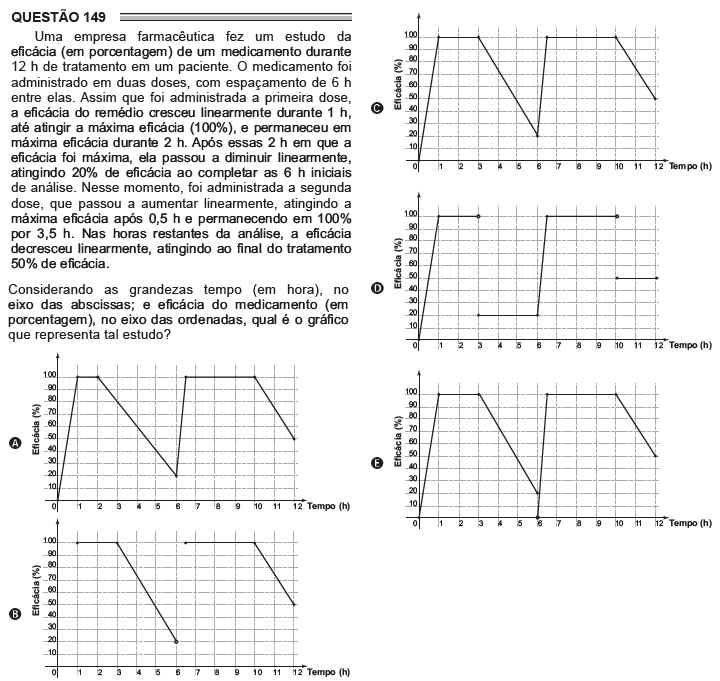 QUESTÃO 149
Uma empresa farmacêutica fez um estudo da
eficácia (em porcentagem) de um medicamento durante
12 h de tratamento em um paciente. O medicamento foi
administrado em duas doses, com espaçamento de 6 h
entre elas. Assim que foi administrada a primeira dose,
a eficácia do remédio cresceu linearmente durante 1 h,
até atingir a máxima eficácia (100%), e permaneceu em
máxima eficácia durante 2 h. Após essas 2 h em que a
eficácia foi máxima, ela passou a diminuir linearmente,
atingindo 20% de eficácia ao completar as 6 h iniciais
de análise. Nesse momento, foi administrada a segunda
dose, que passou a aumentar linearmente, atingindo a
máxima eficácia após 0,5 h e permanecendo em 100%
por 3,5 h. Nas horas restantes da análise, a eficácia
decresceu linearmente, atingindo ao final do tratamento
50% de eficácia.
Considerando as grandezas tempo (em hora), no
eixo das abscissas; e eficácia do medicamento (em
porcentagem), no eixo das ordenadas, qual é o gráfico
que representa tal estudo?
A
Eficácia (%)
100
90
80
70
60
50
40
30
20
10
0 1 2 3 4 5 6 7 8 9 10 11 12 Tempo (h)
B
Eficácia (%)
100
90
80
70
60
50
40
30
20
10
0 1 2 3 4 5 6 7 8 9 10 11 12 Tempo (h)
C
Eficácia (%)
100
90
80
70
60
50
40
30
20
10
0 1 2 3 4 5 6 7 8 9 10 11 12 Tempo (h)
D
Eficácia (%)
100
90
80
70
60
50
40
30
20
10
0 1 2 3 4 5 6 7 8 9 10 11 12 Tempo (h)
E
Eficácia (%)
100
90
80
70
60
50
40
30
20
10
0 1 2 3 4 5 6 7 8 9 10 11 12 Tempo (h)